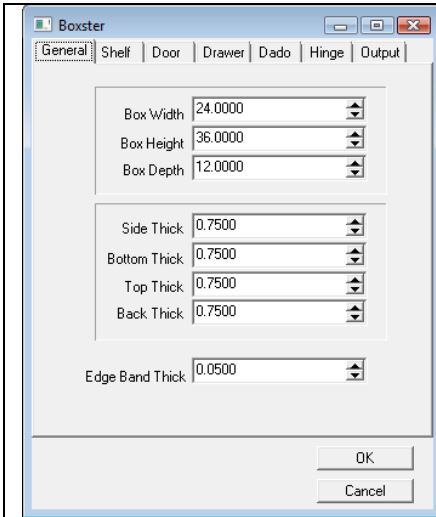 Boxster
General Shelf Door Drawer Dado Hinge Output
Box Width 24.0000
Box Height 36.0000
Box Depth 12.0000
Side Thick 0.7500
Bottom Thick 0.7500
Top Thick 0.7500
Back Thick 0.7500
Edge Band Thick 0.0500
OK
Cancel